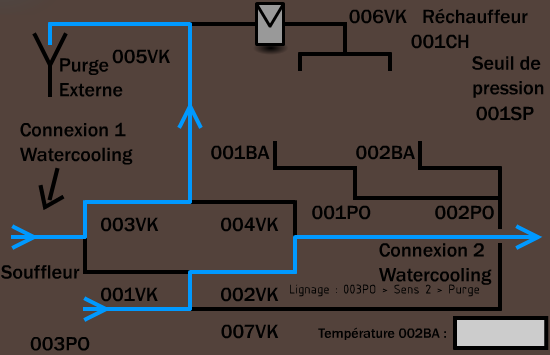 006VK Réchauffeur
001CH
005VK
Purge
Externe
Seuil de
pression
001SP
Connexion 1
Watercooling
001BA
002BA
003VK
004VK
001PO
002PO
Connexion 2
Watercooling
Souffleur
001VK
002VK
Lignage : 003PO > Sens 2 > Purge
007VK
Température 002BA :
003PO